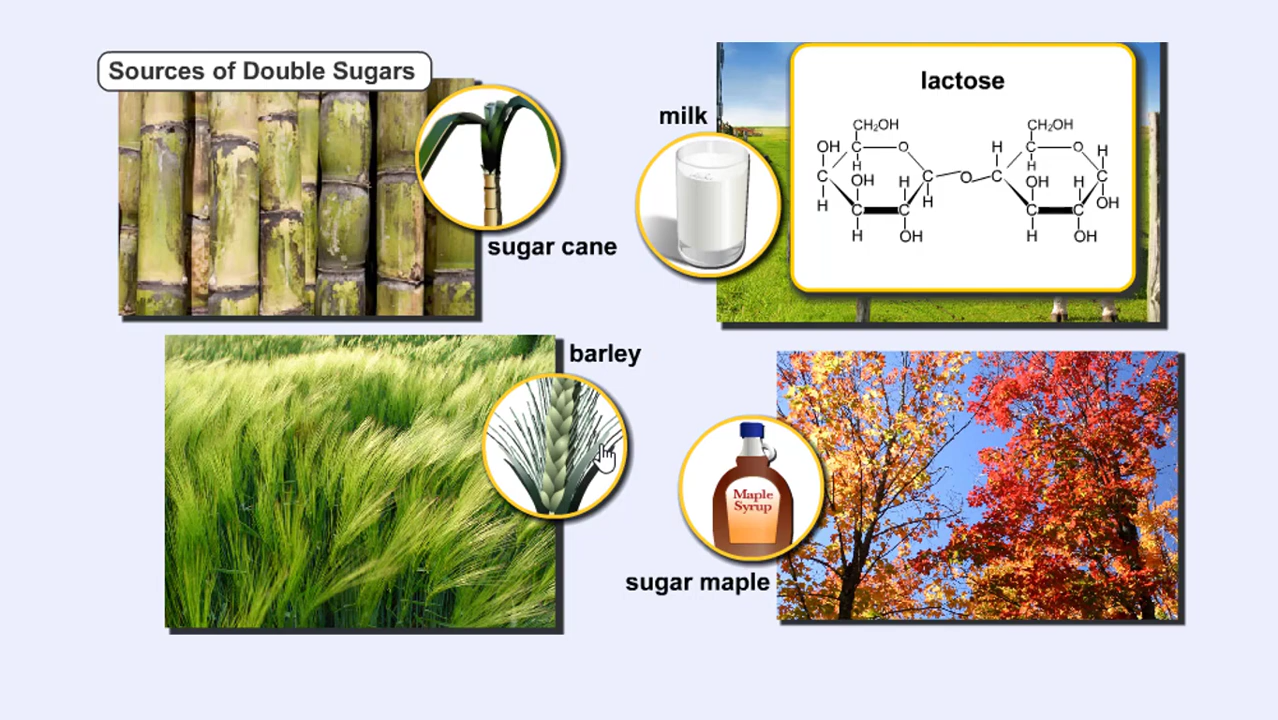 Sources of Double Sugars
sugar cane
milk
lactose
CH₂OH
CH₂OH
OH
C
O
H
C
O
H
H
H
C
OH
H
C
O
C
OH
H
C
H
C
C
H
C
C
OH
H
OH
H
OH
barley
Maple
Syrup
sugar maple